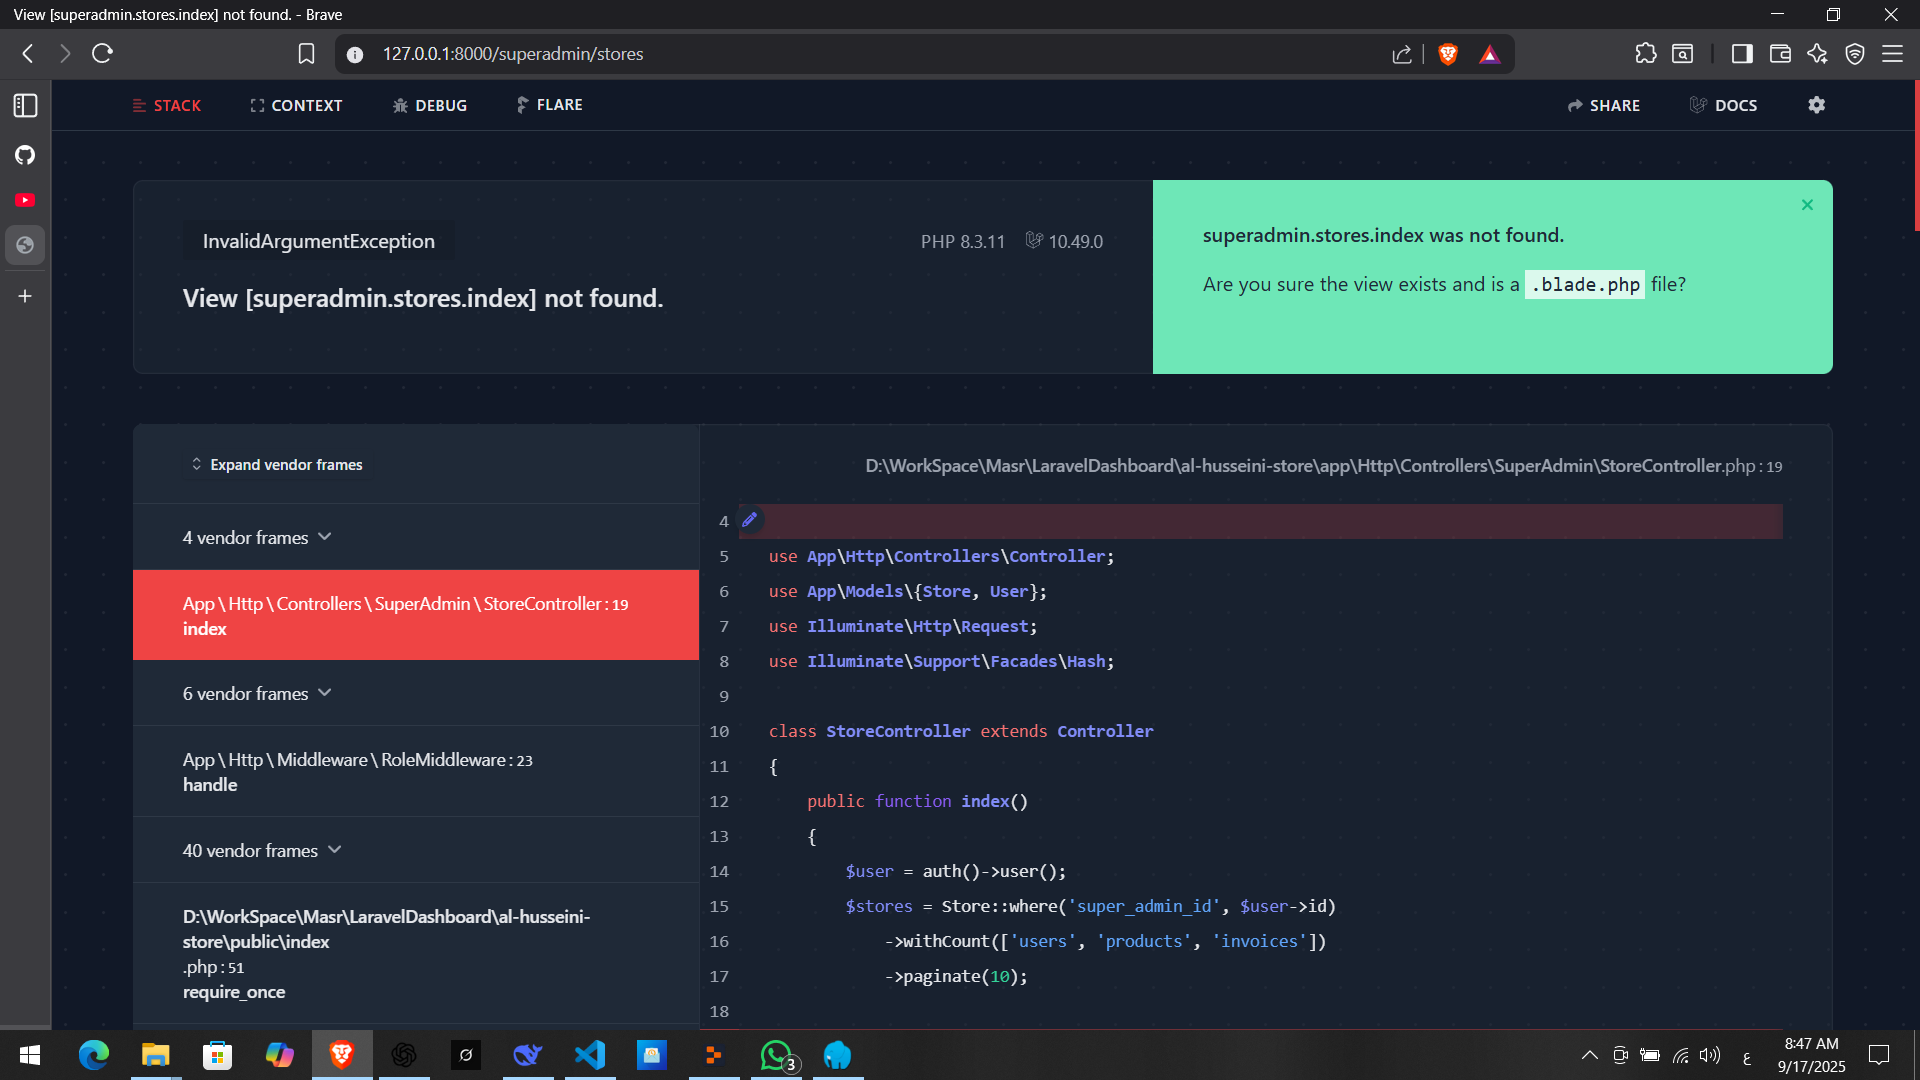 View [superadmin.stores.index] not found. - Brave
127.0.0.1:8000/superadmin/stores
STACK
CONTEXT
DEBUG
FLARE
SHARE
DOCS
InvalidArgumentException
PHP 8.3.11
10.49.0
View [superadmin.stores.index] not found.
superadmin.stores.index was not found.
Are you sure the view exists and is a .blade.php file?
Expand vendor frames
4 vendor frames
App\Http\Controllers\SuperAdmin\StoreController:19
index
6 vendor frames
App\Http\Middleware\RoleMiddleware:23
handle
40 vendor frames
D:\WorkSpace\Masr\LaravelDashboard\al-husseini-
store\public\index
.php:51
require_once
D:\WorkSpace\Masr\LaravelDashboard\al-husseini-store\app\Http\Controllers\SuperAdmin\StoreController.php:19
4
5 use App\Http\Controllers\Controller;
6 use App\Models\{Store, User};
7 use Illuminate\Http\Request;
8 use Illuminate\Support\Facades\Hash;
9
10 class StoreController extends Controller
11 {
12 public function index()
13 {
14 $user = auth()->user();
15 $stores = Store::where('super_admin_id', $user->id)
16 ->withCount(['users', 'products', 'invoices'])
17 ->paginate(10);
18
3
ع
8:47 AM
9/17/2025